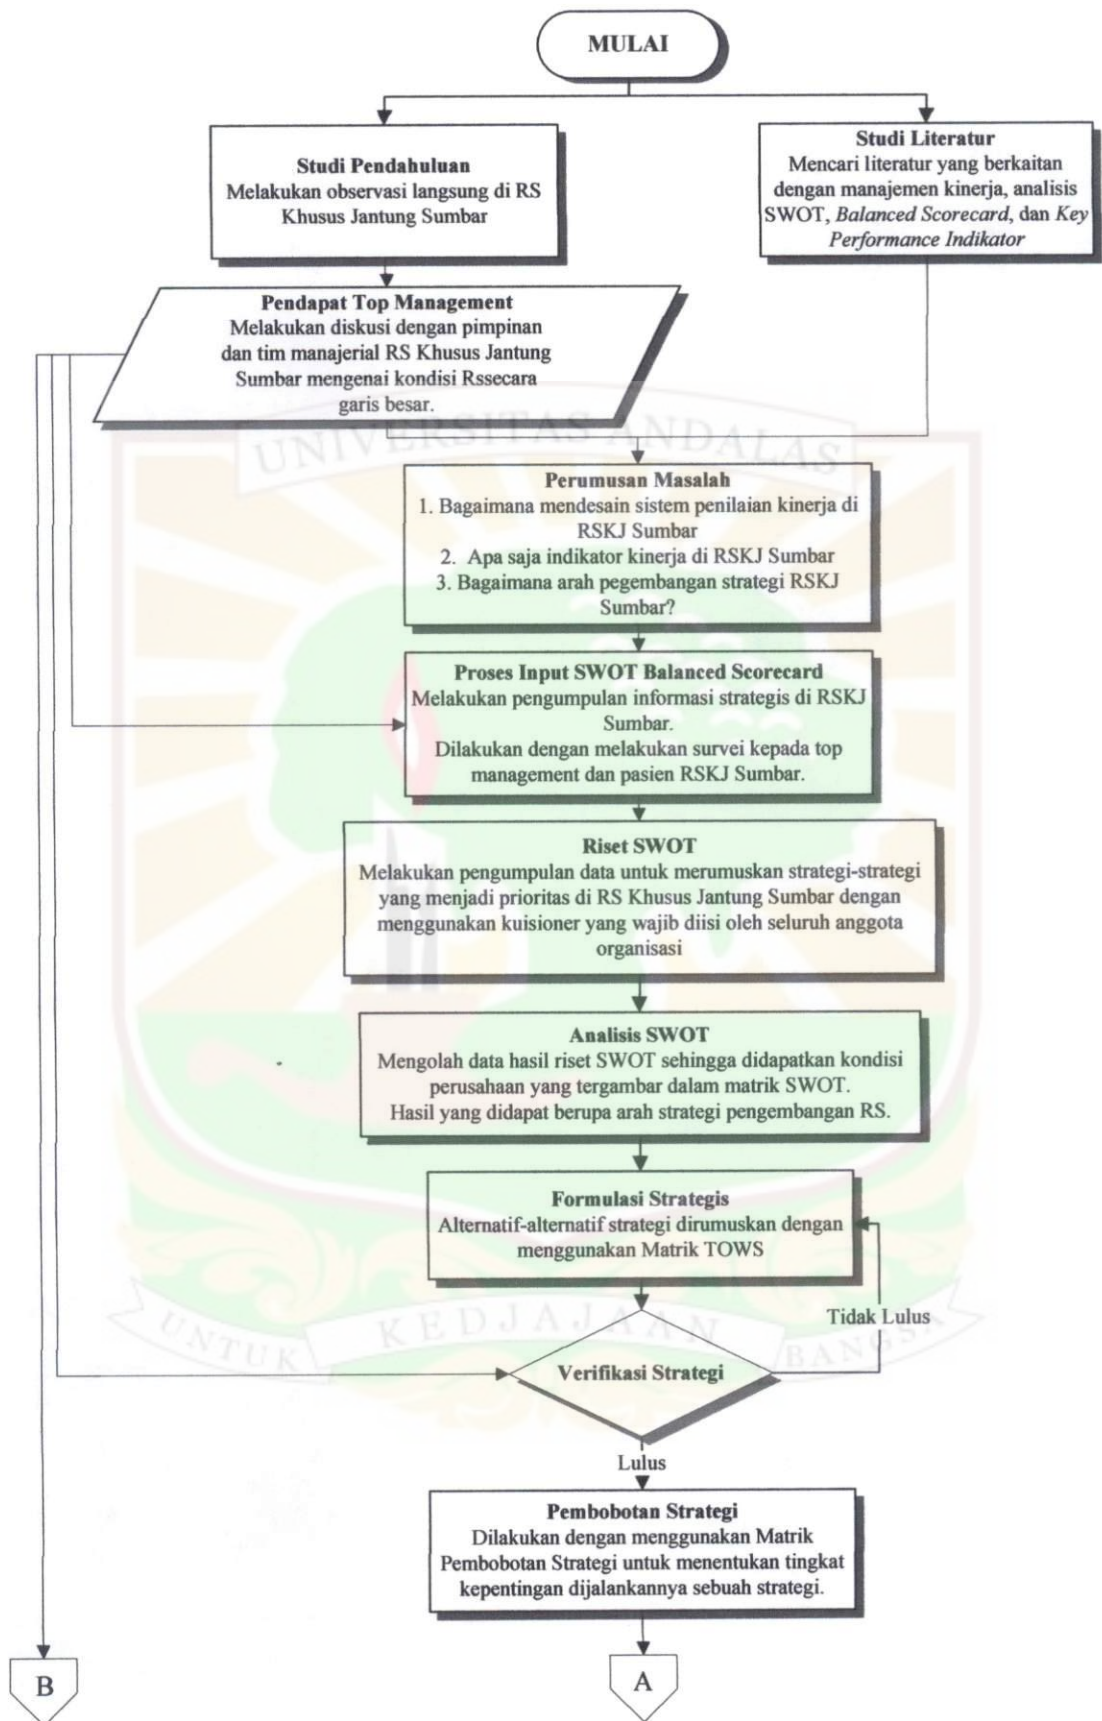 MULAI
Studi Pendahuluan
Melakukan observasi langsung di RS
Khusus Jantung Sumbar
Studi Literatur
Mencari literatur yang berkaitan
dengan manajemen kinerja, analisis
SWOT, Balanced Scorecard, dan Key
Performance Indikator
Pendapat Top Management
Melakukan diskusi dengan pimpinan
dan tim manajerial RS Khusus Jantung
Sumbar mengenai kondisi Rssecara
garis besar.
UNIVERSITAS ANDALAS
Perumusan Masalah
1. Bagaimana mendesain sistem penilaian kinerja di
RSKJ Sumbar
2. Apa saja indikator kinerja di RSKJ Sumbar
3. Bagaimana arah pegembangan strategi RSKJ
Sumbar?
Proses Input SWOT Balanced Scorecard
Melakukan pengumpulan informasi strategis di RSKJ
Sumbar.
Dilakukan dengan melakukan survei kepada top
management dan pasien RSKJ Sumbar.
Riset SWOT
Melakukan pengumpulan data untuk merumuskan strategi-strategi
yang menjadi prioritas di RS Khusus Jantung Sumbar dengan
menggunakan kuisioner yang wajib diisi oleh seluruh anggota
organisasi
Analisis SWOT
Mengolah data hasil riset SWOT sehingga didapatkan kondisi
perusahaan yang tergambar dalam matrik SWOT.
Hasil yang didapat berupa arah strategi pengembangan RS.
Formulasi Strategis
Alternatif-alternatif strategi dirumuskan dengan
menggunakan Matrik TOWS
Tidak Lulus
UNTUK KEDJAJAAN BANGSA
Verifikasi Strategi
Lulus
Pembobotan Strategi
Dilakukan dengan menggunakan Matrik
Pembobotan Strategi untuk menentukan tingkat
kepentingan dijalankannya sebuah strategi.
B
A